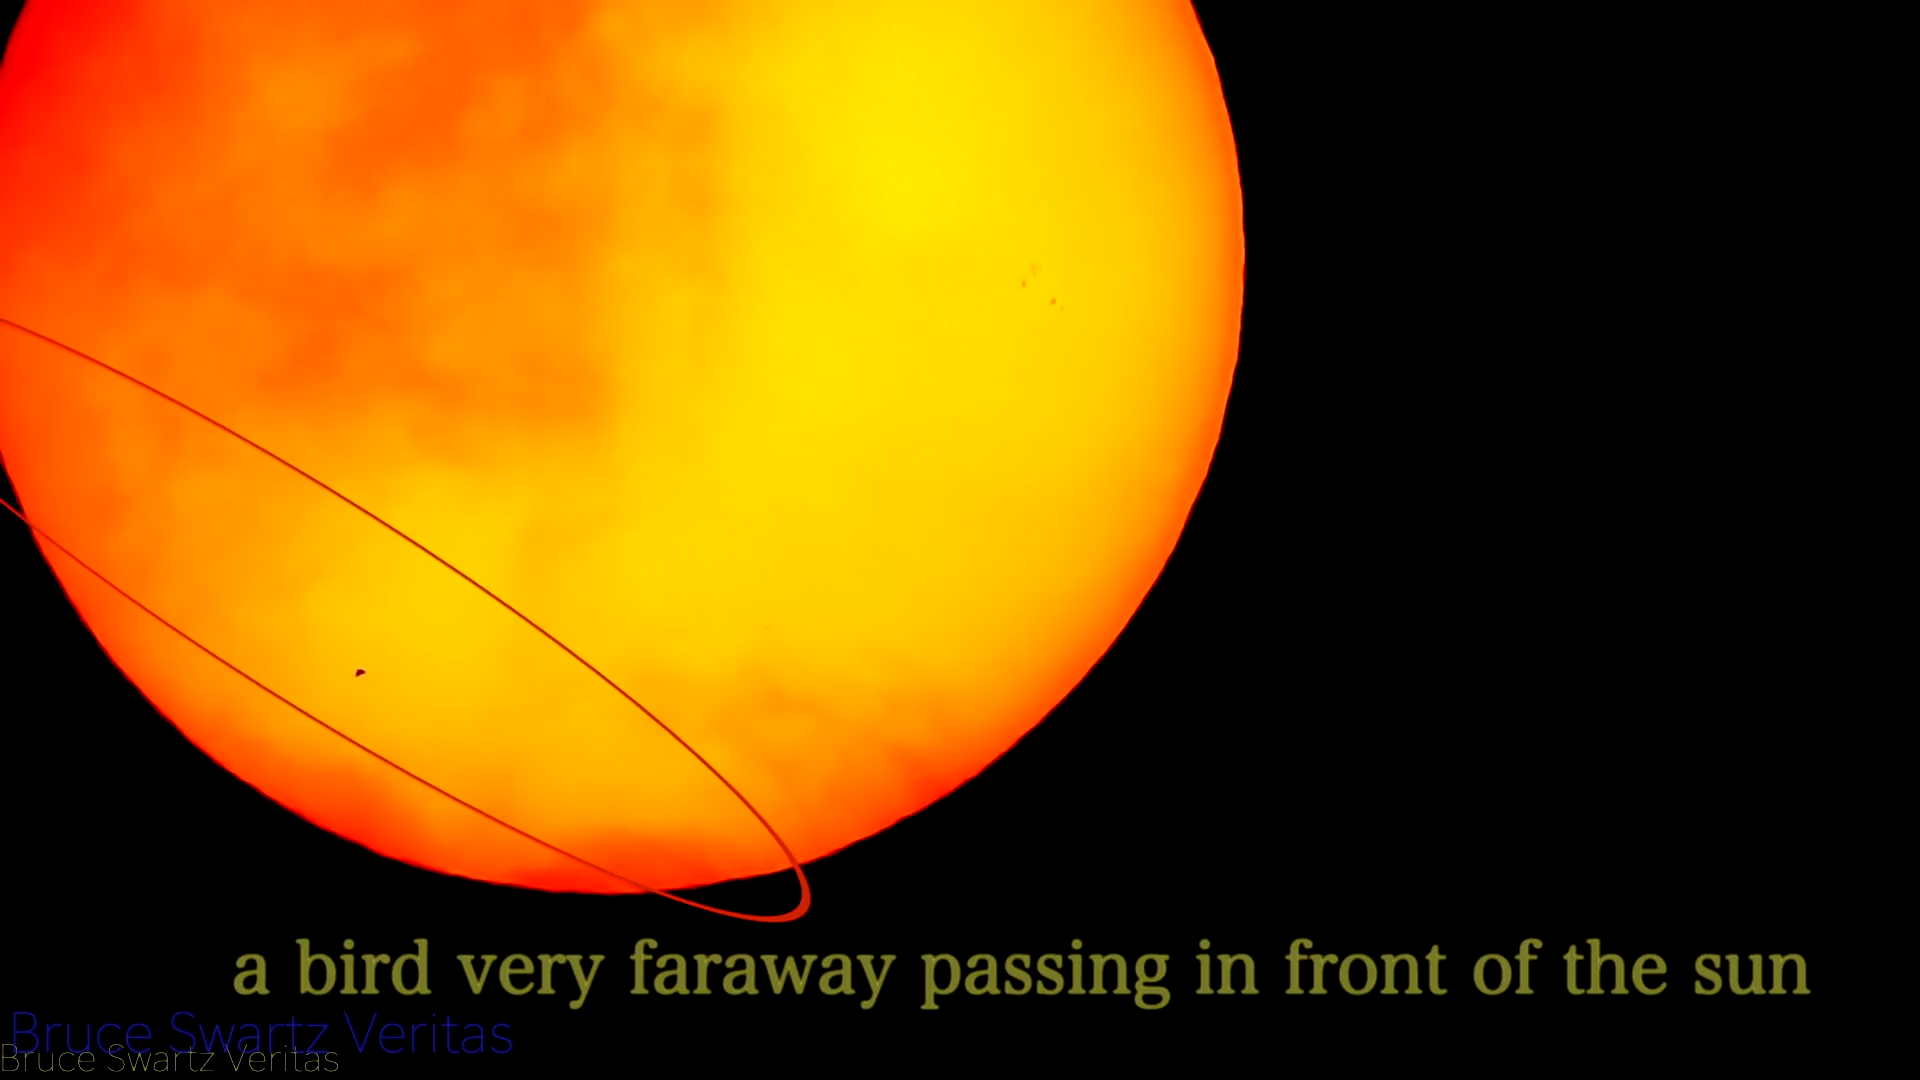 a bird very faraway passing in front of the sun
Bruce Swartz Veritas
Bruce Swartz Veritas